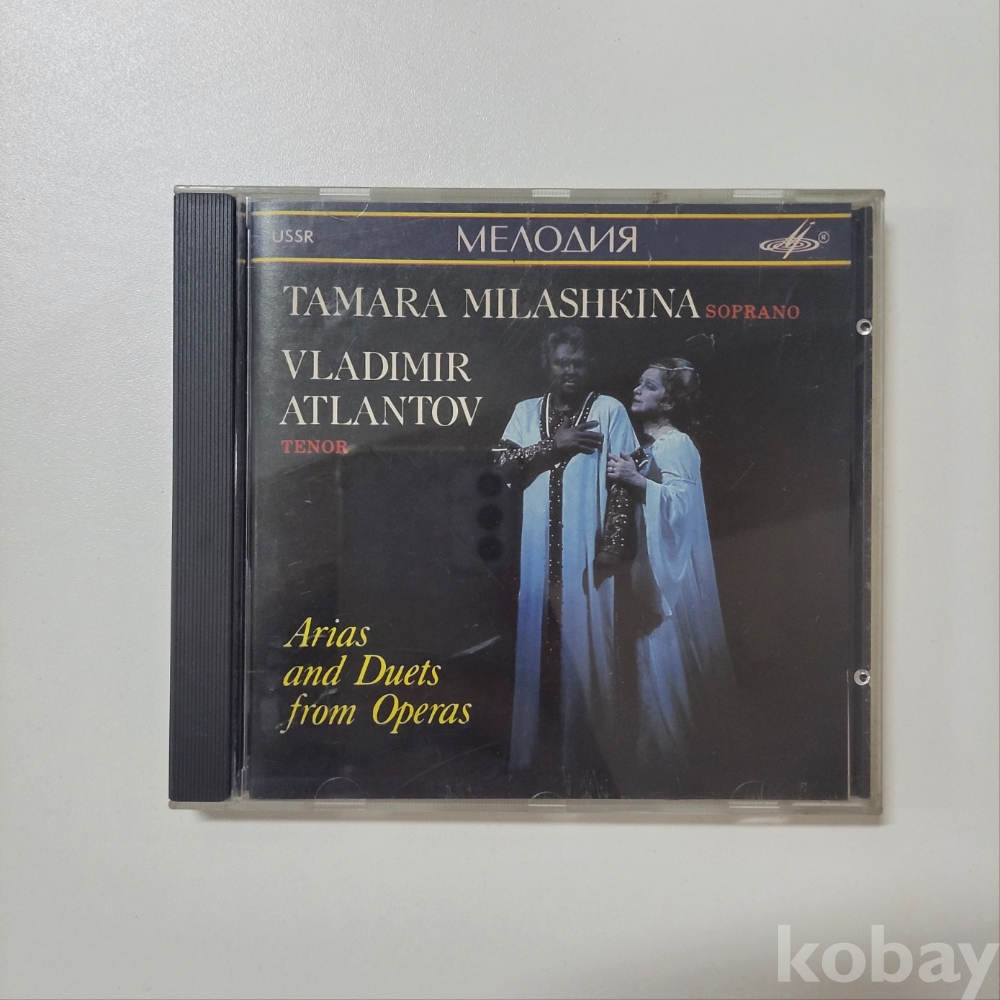 USSR
МЕЛОДИЯ
TAMARA MILASHKINA SOPRANO
VLADIMIR
ATLANTOV
TENOR
Arias
and Duets
from Operas
kobay